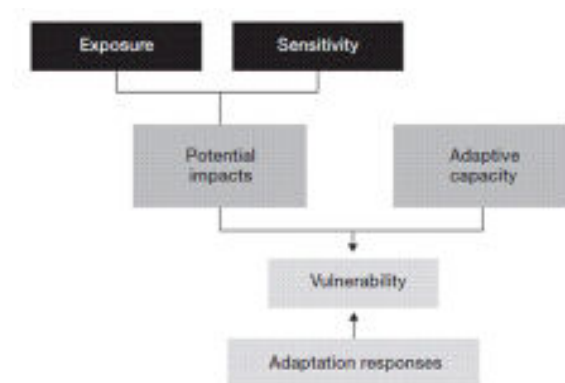 Exposure
Sensitivity
Potential
impacts
Adaptive
capacity
Vulnerability
Adaptation responses